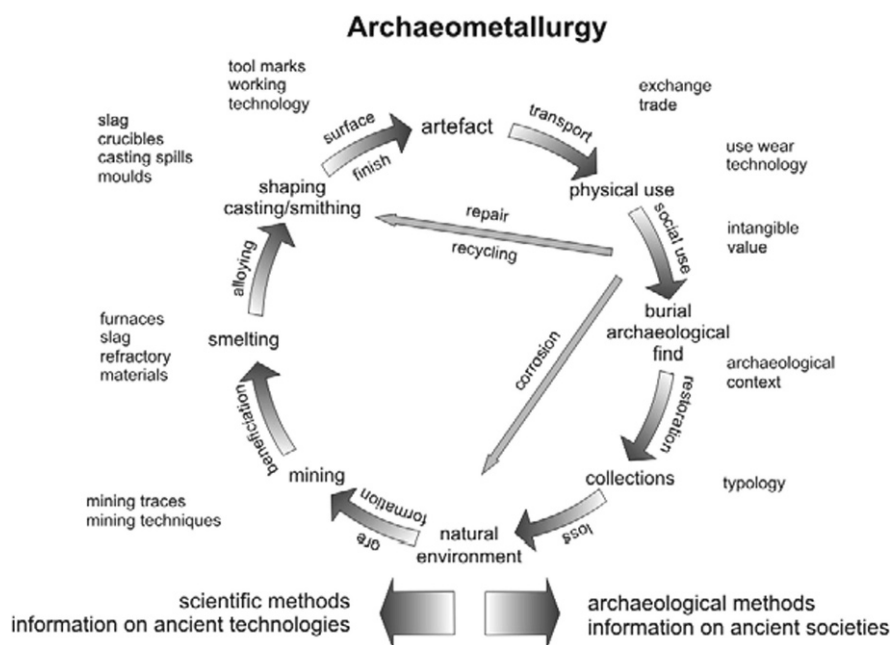 Archaeometallurgy
tool marks
working
technology
exchange
trade
slag
crucibles
casting spills
moulds
surface
finish
artefact
transport
use wear
technology
shaping
casting/smithing
physical use
repair
recycling
social use
intangible
value
alloying
burial
archaeological
find
furnaces
slag
refractory
materials
smelting
corrosion
archaeological
context
restoration
beneficiation
mining
collections
typology
mining traces
mining techniques
ore
formation
natural
environment
loss
scientific methods
information on ancient technologies
archaeological methods
information on ancient societies